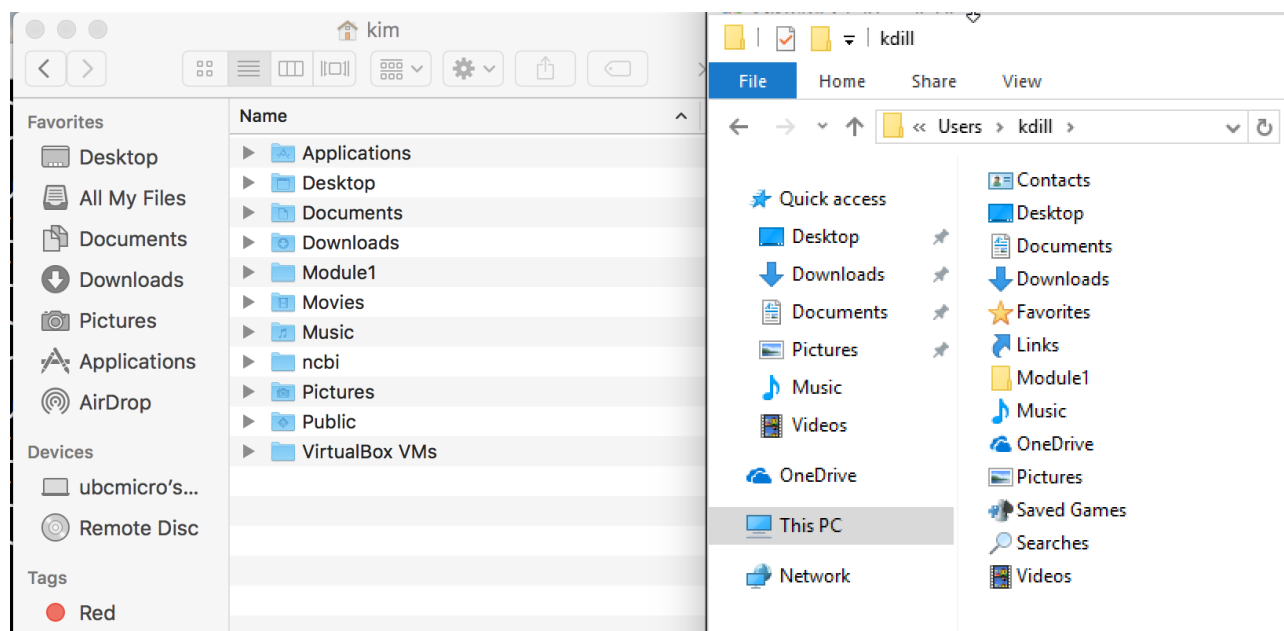 kim
Favorites
Desktop
All My Files
Documents
Downloads
Pictures
Applications
AirDrop
Devices
ubcmicro's...
Remote Disc
Tags
Red
Name
Applications
Desktop
Documents
Downloads
Module1
Movies
Music
ncbi
Pictures
Public
VirtualBox VMs
kdill
File Home Share View
« Users > kdill >
Quick access
Desktop
Downloads
Documents
Pictures
Music
Videos
OneDrive
This PC
Network
Contacts
Desktop
Documents
Downloads
Favorites
Links
Module1
Music
OneDrive
Pictures
Saved Games
Searches
Videos